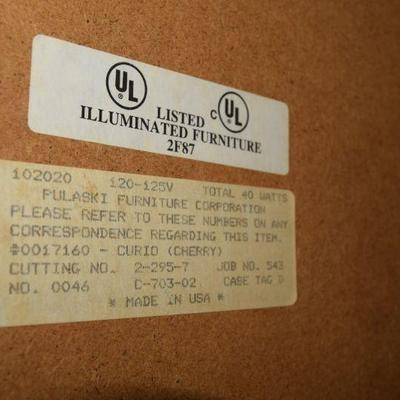 UL LISTED C UL
ILLUMINATED FURNITURE
2F87
102020 120-125V TOTAL 40 WATTS
PULASKI FURNITURE CORPORATION
PLEASE REFER TO THESE NUMBERS ON ANY
CORRESPONDENCE REGARDING THIS ITEM.
#0017160 - CURIO (CHERRY)
CUTTING NO. 2-295-7 JOB NO. 543
NO. 0046 C-703-02 CASE TAG D
* MADE IN USA *